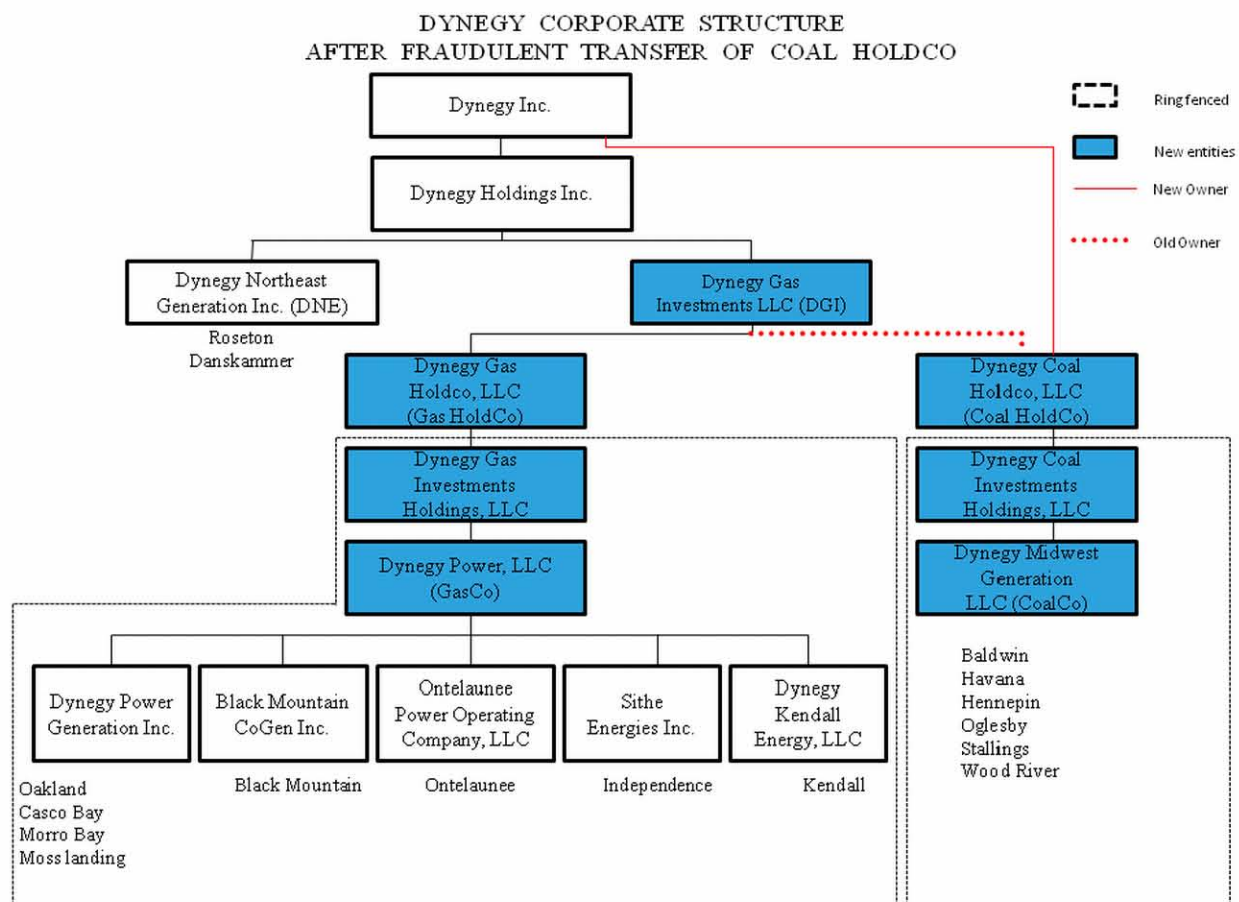 DYNEGY CORPORATE STRUCTURE
AFTER FRAUDULENT TRANSFER OF COAL HOLDCO
Dynegy Inc.
Ring fenced
New entities
New Owner
Old Owner
Dynegy Holdings Inc.
Dynegy Northeast
Generation Inc. (DNE)
Roseton
Danskammer
Dynegy Gas
Investments LLC (DGI)
Dynegy Gas
Holdco, LLC
(Gas HoldCo)
Dynegy Coal
Holdco, LLC
(Coal HoldCo)
Dynegy Gas
Investments
Holdings, LLC
Dynegy Coal
Investments
Holdings, LLC
Dynegy Power, LLC
(GasCo)
Dynegy Midwest
Generation
LLC (CoalCo)
Baldwin
Havana
Hennepin
Oglesby
Stallings
Wood River
Dynegy Power
Generation Inc.
Black Mountain
CoGen Inc.
Ontelaunee
Power Operating
Company, LLC
Sithe
Energies Inc.
Dynegy
Kendall
Energy, LLC
Oakland
Casco Bay
Morro Bay
Moss landing
Black Mountain
Ontelaunee
Independence
Kendall